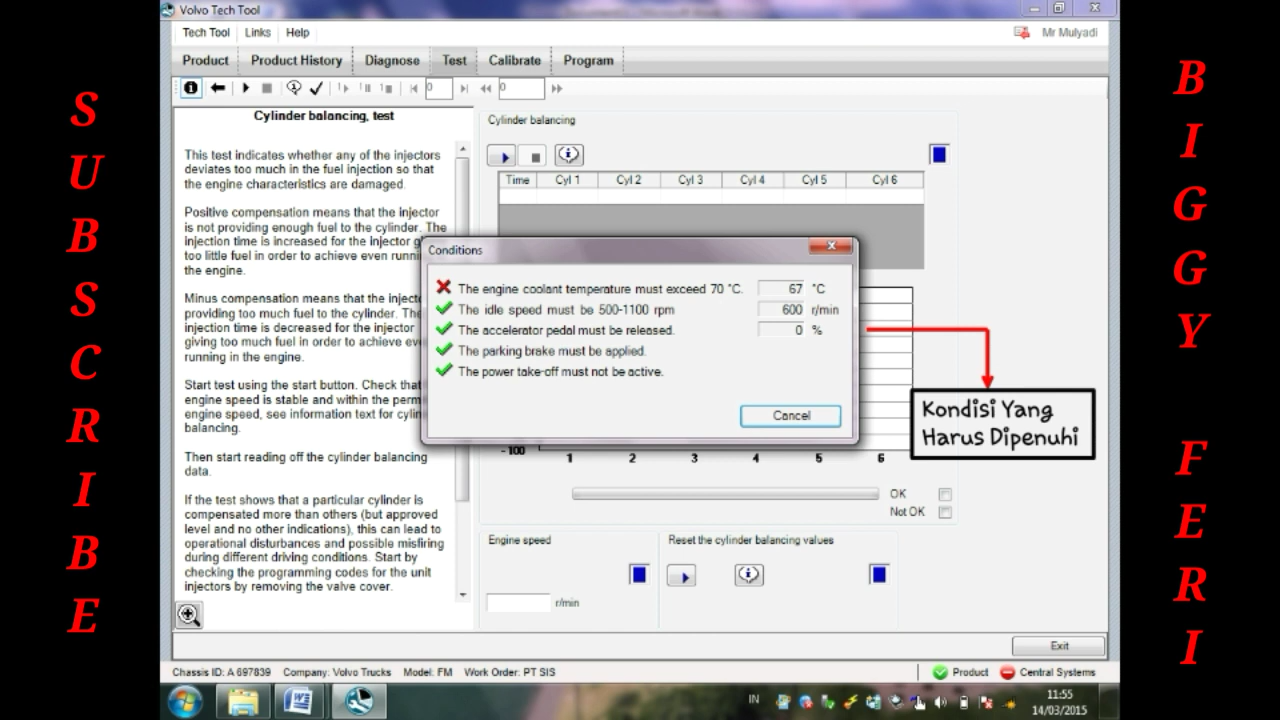 Volvo Tech Tool
Tech Tool Links Help
Mr Mulyadi
Product Product History Diagnose Test Calibrate Program
0
0
Cylinder balancing, test
This test indicates whether any of the injectors
deviates too much in the fuel injection so that
the engine characteristics are damaged.
Positive compensation means that the injector
is not providing enough fuel to the cylinder. The
injection time is increased for the injector
too little fuel in order to achieve even
the engine.
Minus compensation means that the
providing too much fuel to the cylinder.
injection time is decreased for the injector
giving too much fuel in order to achieve
running in the engine.
Start test using the start button. Check that
engine speed is stable and within the
engine speed, see information text for
balancing.
Then start reading off the cylinder balancing
data.
If the test shows that a particular cylinder is
compensated more than others (but approved
level and no other indications), this can lead to
operational disturbances and possible misfiring
during different driving conditions. Start by
checking the programming codes for the unit
injectors by removing the valve cover.
Cylinder balancing
Time Cyl 1 Cyl 2 Cyl 3 Cyl 4 Cyl 5 Cyl 6
Conditions
The engine coolant temperature must exceed 70 °C. 67 °C
The idle speed must be 500-1100 rpm 600 r/min
The accelerator pedal must be released. 0 %
The parking brake must be applied.
The power take-off must not be active.
Cancel
- 100
1 2 3 4 5 6
OK
Not OK
Engine speed
r/min
Reset the cylinder balancing values
Exit
Chassis ID: A 697839 Company: Volvo Trucks Model: FM Work Order: PT SIS
Product Central Systems
IN
11:55
14/03/2015
Kondisi Yang
Harus Dipenuhi
SUBSCRIBE
BIGGY FERI